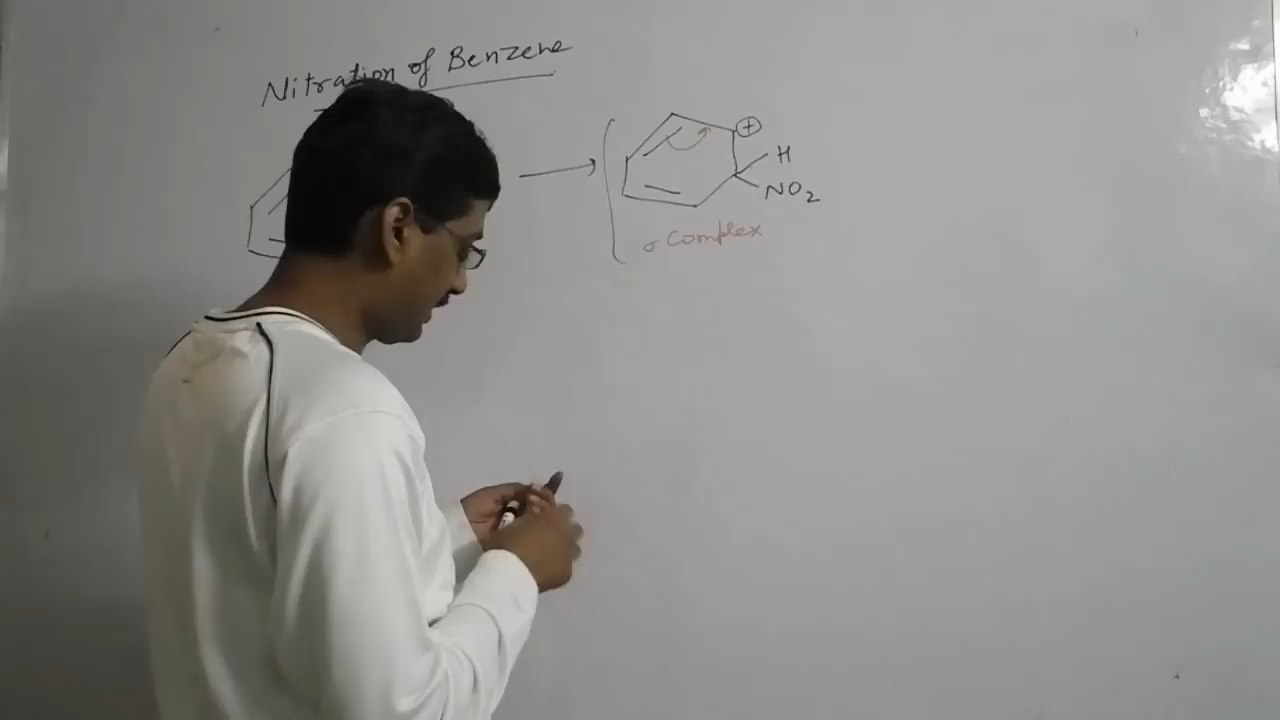 Nitration of Benzene
⊕
H
NO₂
σ Complex